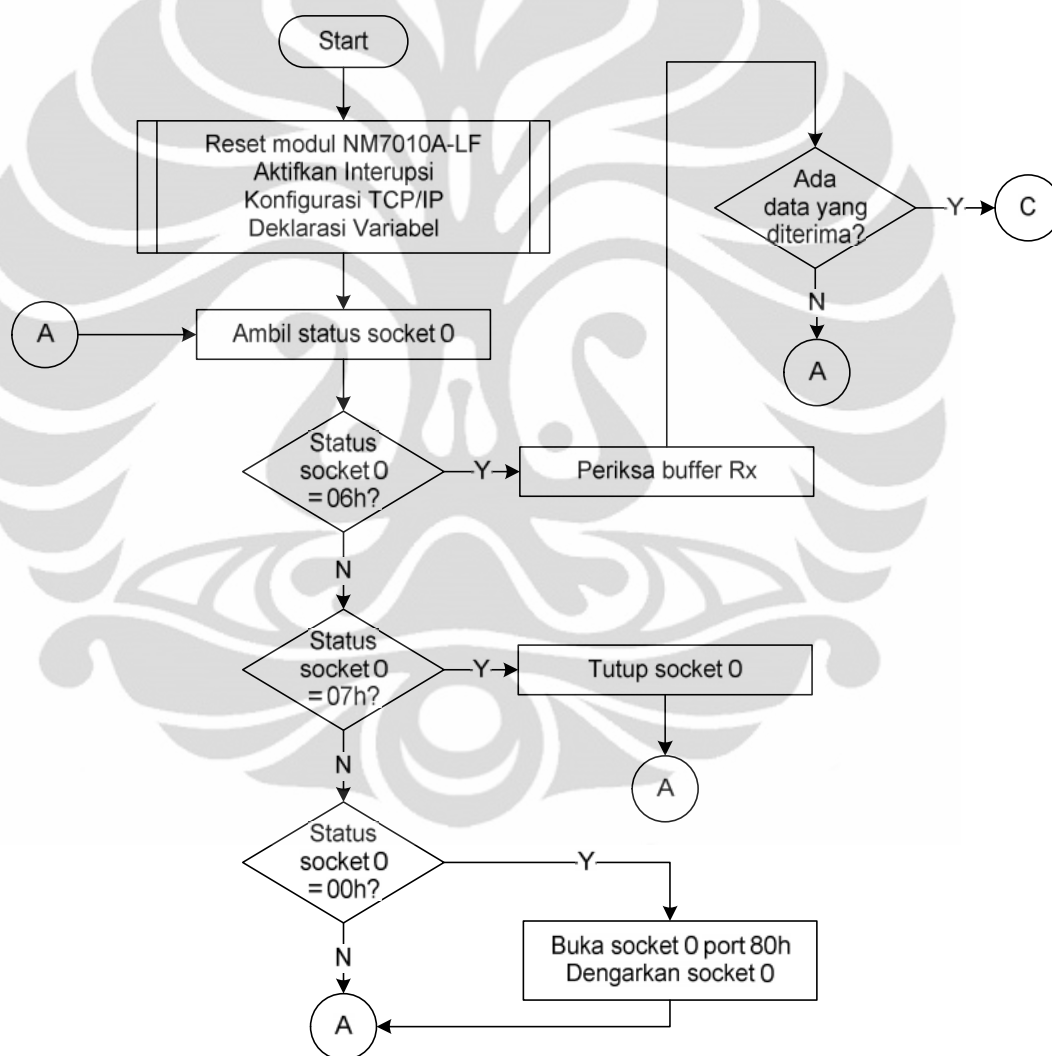 Start
Reset modul NM7010A-LF
Aktifkan Interupsi
Konfigurasi TCP/IP
Deklarasi Variabel
A
Ambil status socket 0
Status
socket 0
= 06h?
Y
Periksa buffer Rx
Ada
data yang
diterima?
Y
C
N
A
N
Status
socket 0
= 07h?
Y
Tutup socket 0
A
N
Status
socket 0
= 00h?
Y
Buka socket 0 port 80h
Dengarkan socket 0
N
A